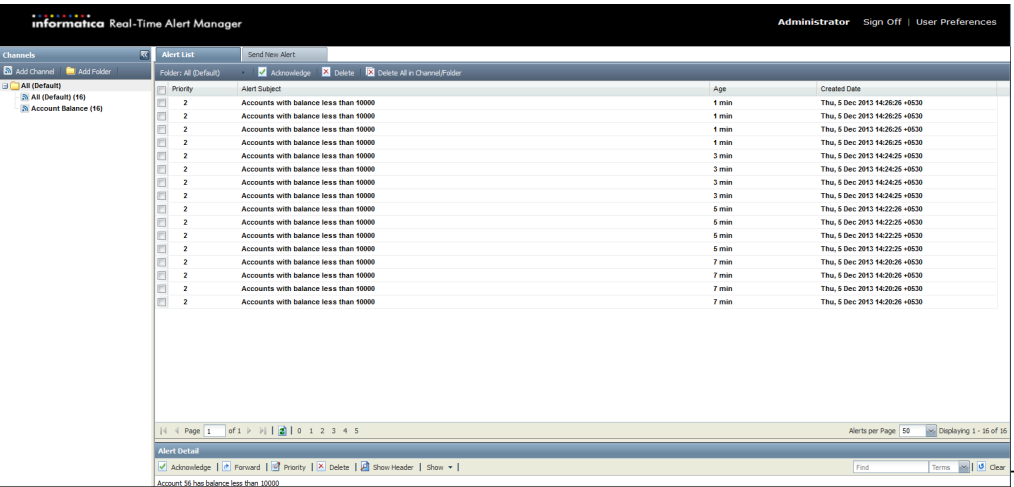 informatica Real-Time Alert Manager
Administrator Sign Off | User Preferences
Channels
Add Channel Add Folder
All (Default)
All (Default) (16)
Account Balance (16)
Alert List Send New Alert
Folder: All (Default) Acknowledge Delete Delete All in Channel/Folder
Priority Alert Subject Age Created Date
2 Accounts with balance less than 10000 1 min Thu, 5 Dec 2013 14:26:26 +0530
2 Accounts with balance less than 10000 1 min Thu, 5 Dec 2013 14:26:25 +0530
2 Accounts with balance less than 10000 1 min Thu, 5 Dec 2013 14:26:25 +0530
2 Accounts with balance less than 10000 1 min Thu, 5 Dec 2013 14:26:25 +0530
2 Accounts with balance less than 10000 3 min Thu, 5 Dec 2013 14:24:25 +0530
2 Accounts with balance less than 10000 3 min Thu, 5 Dec 2013 14:24:25 +0530
2 Accounts with balance less than 10000 3 min Thu, 5 Dec 2013 14:24:25 +0530
2 Accounts with balance less than 10000 3 min Thu, 5 Dec 2013 14:24:25 +0530
2 Accounts with balance less than 10000 5 min Thu, 5 Dec 2013 14:22:26 +0530
2 Accounts with balance less than 10000 5 min Thu, 5 Dec 2013 14:22:25 +0530
2 Accounts with balance less than 10000 5 min Thu, 5 Dec 2013 14:22:25 +0530
2 Accounts with balance less than 10000 5 min Thu, 5 Dec 2013 14:22:25 +0530
2 Accounts with balance less than 10000 7 min Thu, 5 Dec 2013 14:20:26 +0530
2 Accounts with balance less than 10000 7 min Thu, 5 Dec 2013 14:20:26 +0530
2 Accounts with balance less than 10000 7 min Thu, 5 Dec 2013 14:20:26 +0530
2 Accounts with balance less than 10000 7 min Thu, 5 Dec 2013 14:20:26 +0530
Page 1 of 1 | 0 1 2 3 4 5 Alerts per Page 50 Displaying 1 - 16 of 16
Alert Detail
Acknowledge | Forward | Priority | Delete | Show Header | Show | Find Terms | Clear
Account 56 has balance less than 10000